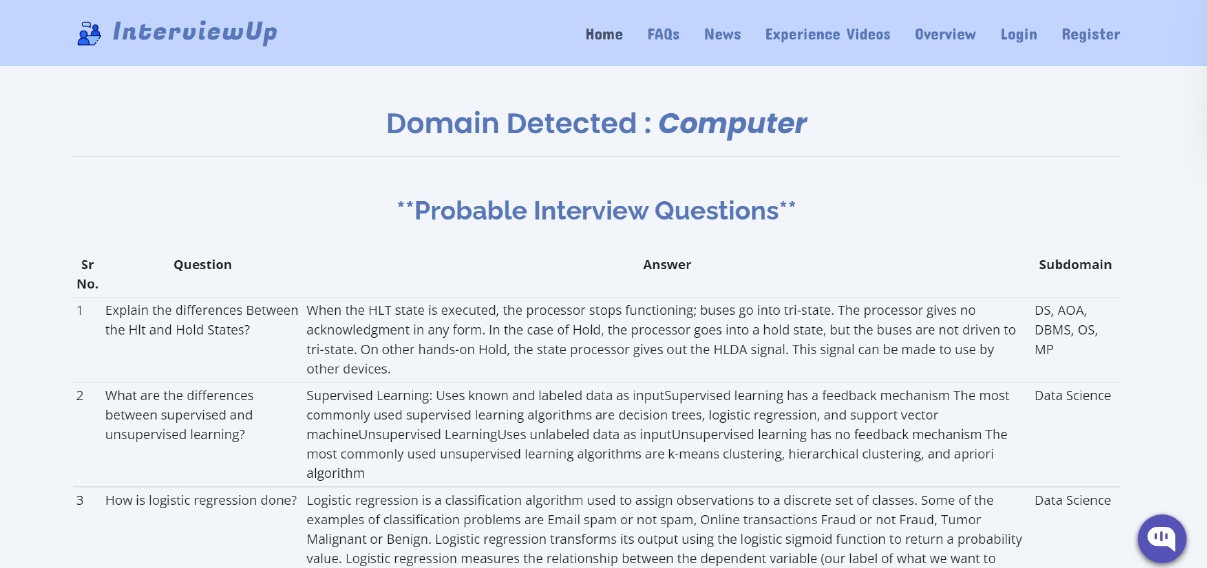 InterviewUp
Home FAQs News Experience Videos Overview Login Register
Domain Detected : Computer
**Probable Interview Questions**
Sr No. Question Answer Subdomain
1 Explain the differences Between the Hlt and Hold States?
When the HLT state is executed, the processor stops functioning; buses go into tri-state. The processor gives no
acknowledgment in any form. In the case of Hold, the processor goes into a hold state, but the buses are not driven to
tri-state. On other hands-on Hold, the state processor gives out the HLDA signal. This signal can be made to use by
other devices.
DS, AOA,
DBMS, OS,
MP
2 What are the differences
between supervised and
unsupervised learning?
Supervised Learning: Uses known and labeled data as inputSupervised learning has a feedback mechanism The most
commonly used supervised learning algorithms are decision trees, logistic regression, and support vector
machineUnsupervised LearningUses unlabeled data as inputUnsupervised learning has no feedback mechanism The
most commonly used unsupervised learning algorithms are k-means clustering, hierarchical clustering, and apriori
algorithm
Data Science
3 How is logistic regression done?
Logistic regression is a classification algorithm used to assign observations to a discrete set of classes. Some of the
examples of classification problems are Email spam or not spam, Online transactions Fraud or not Fraud, Tumor
Malignant or Benign. Logistic regression transforms its output using the logistic sigmoid function to return a probability
value. Logistic regression measures the relationship between the dependent variable (our label of what we want to
Data Science